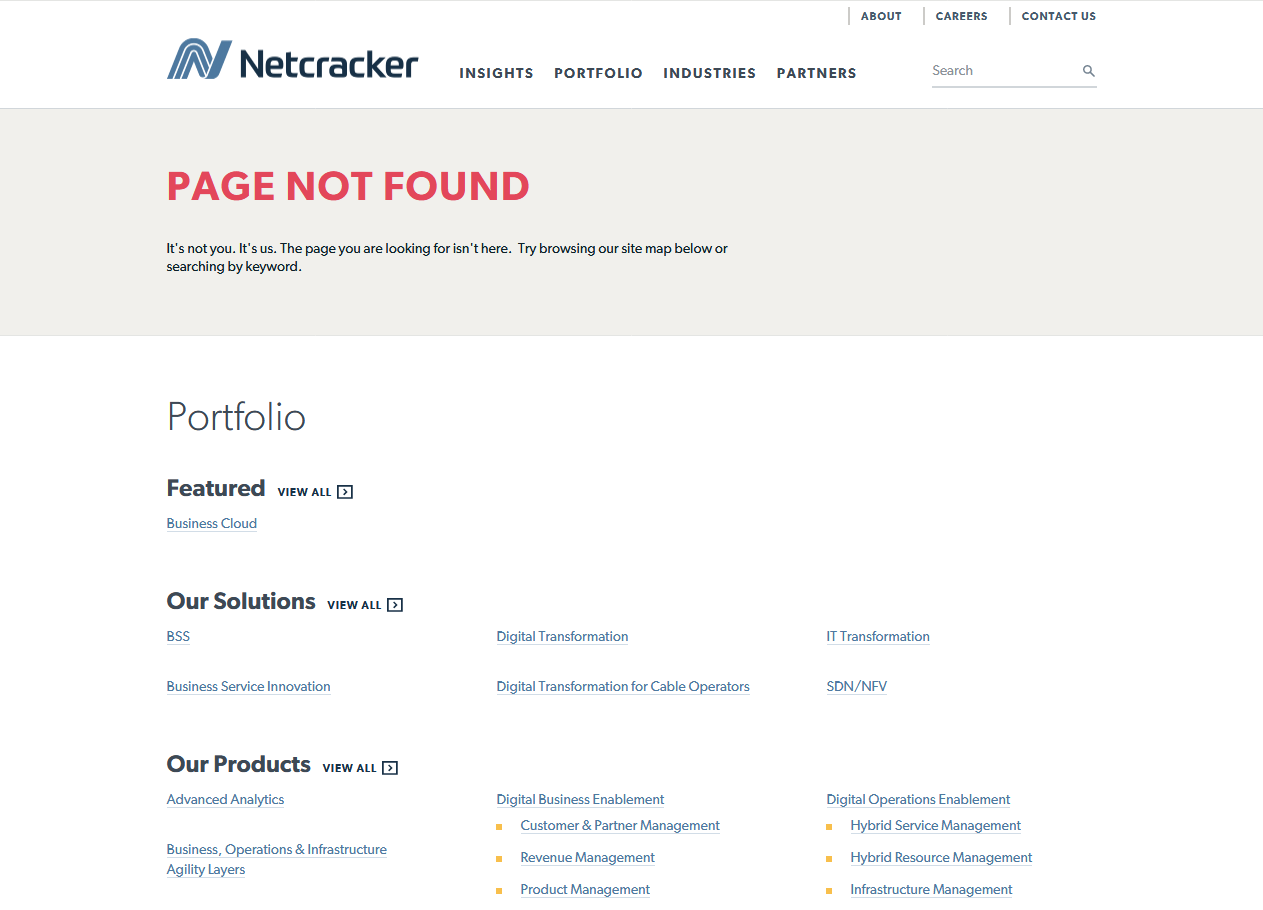 ABOUT
CAREERS
CONTACT US
Netcracker
INSIGHTS
PORTFOLIO
INDUSTRIES
PARTNERS
Search
PAGE NOT FOUND
It's not you. It's us. The page you are looking for isn't here.  Try browsing our site map below or
searching by keyword.
Portfolio
Featured VIEW ALL
Business Cloud
Our Solutions VIEW ALL
BSS
Digital Transformation
IT Transformation
Business Service Innovation
Digital Transformation for Cable Operators
SDN/NFV
Our Products VIEW ALL
Advanced Analytics
Business, Operations & Infrastructure
Agility Layers
Digital Business Enablement
Customer & Partner Management
Revenue Management
Product Management
Digital Operations Enablement
Hybrid Service Management
Hybrid Resource Management
Infrastructure Management